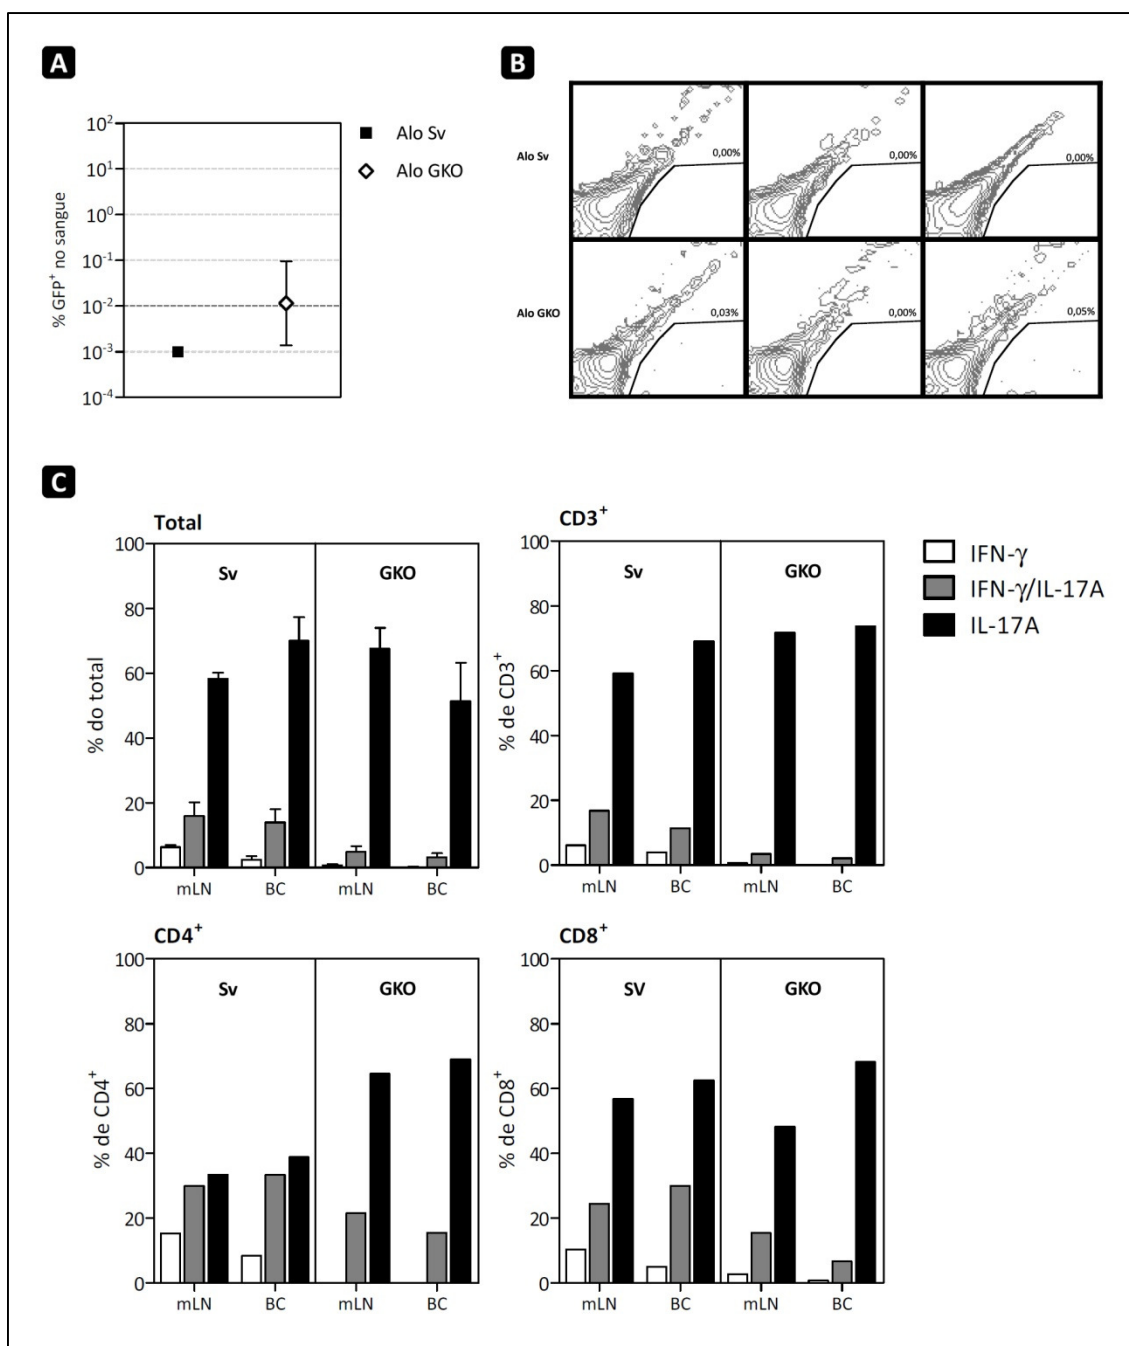 A
% GFP⁺ no sangue
10²
10¹
10⁰
10⁻¹
10⁻²
10⁻³
10⁻⁴
Alo Sv
Alo GKO
B
Alo Sv
0,00%
0,00%
0,00%
Alo GKO
0,03%
0,00%
0,05%
C
Total
% do total
100
80
60
40
20
0
Sv
GKO
mLN
BC
mLN
BC
CD3⁺
% de CD3⁺
100
80
60
40
20
0
Sv
GKO
mLN
BC
mLN
BC
IFN-γ
IFN-γ/IL-17A
IL-17A
CD4⁺
% de CD4⁺
100
80
60
40
20
0
Sv
GKO
mLN
BC
mLN
BC
CD8⁺
% de CD8⁺
100
80
60
40
20
0
SV
GKO
mLN
BC
mLN
BC